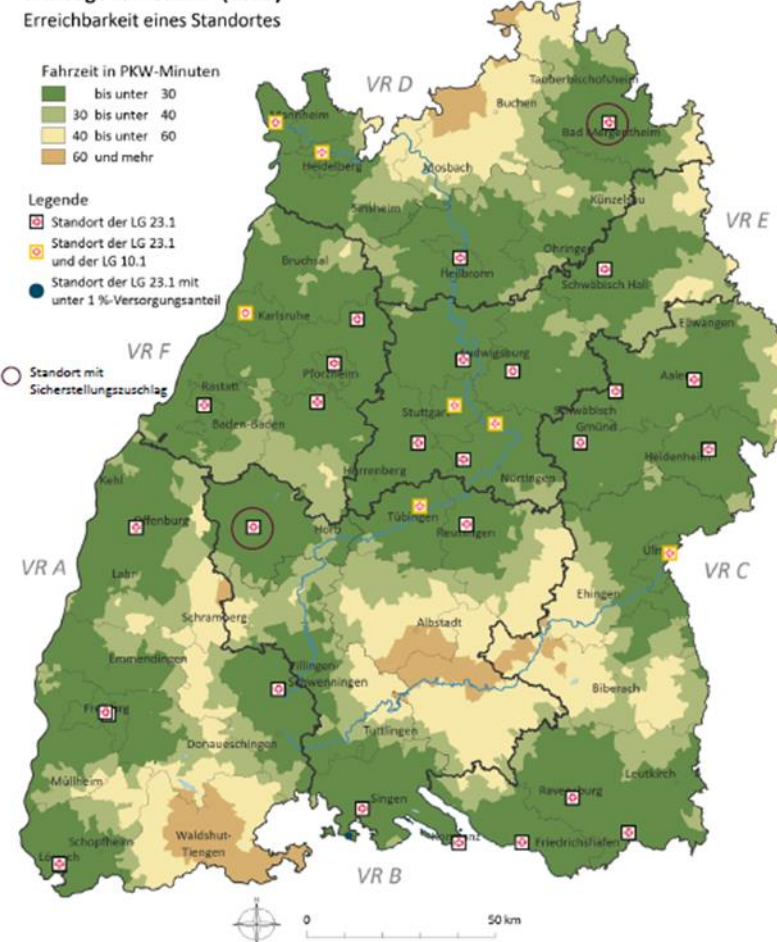 Erreichbarkeit eines Standortes
Fahrzeit in PKW-Minuten
bis unter 30
30 bis unter 40
40 bis unter 60
60 und mehr
Legende
Standort der LG 23.1
Standort der LG 23.1
und der LG 10.1
Standort der LG 23.1 mit
unter 1 %-Versorgungsanteil
Standort mit
Sicherstellungszuschlag
VR D
Tauberbischofsheim
Buchen
Mannheim
Bad Mergentheim
Heidelberg
Mosbach
Künzelsau
Sinsheim
VR E
Öhringen
Bruchsal
Heilbronn
Schwäbisch Hall
Karlsruhe
Ellwangen
VR F
Ludwigsburg
Pforzheim
Aalen
Rastatt
Stuttgar
Schwäbisch
Gmünd
Baden-Baden
Heidenheim
Herrenberg
Nürtingen
Kehl
Offenburg
Horb
Tübingen
Reutlingen
Ulm
VR A
VR C
Lahr
Ehingen
Schramberg
Albstadt
Emmendingen
Villingen
Schwenningen
Biberach
Freiburg
Tuttlingen
Donaueschingen
Leutkirch
Müllheim
Ravensburg
Singen
Waldshut-
Tiengen
Schopfheim
Konstanz
Friedrichshafen
Lörrach
VR B
N
0 50 km